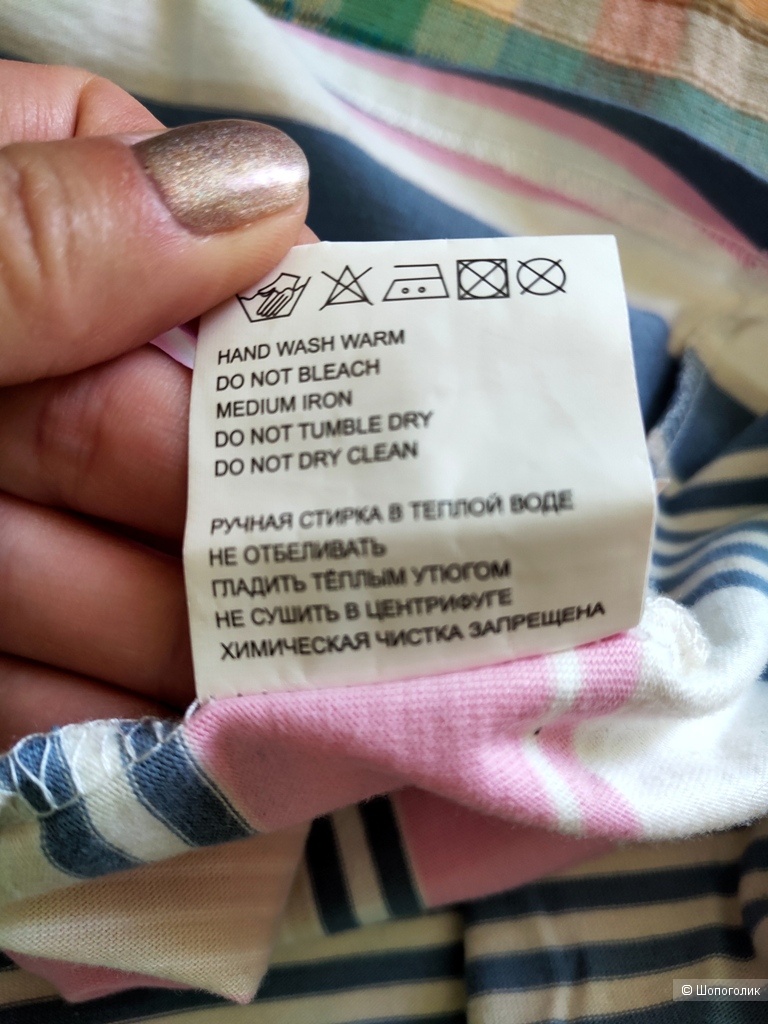 HAND WASH WARM
DO NOT BLEACH
MEDIUM IRON
DO NOT TUMBLE DRY
DO NOT DRY CLEAN
РУЧНАЯ СТИРКА В ТЕПЛОЙ ВОДЕ
НЕ ОТБЕЛИВАТЬ
ГЛАДИТЬ ТЁПЛЫМ УТЮГОМ
НЕ СУШИТЬ В ЦЕНТРИФУГЕ
ХИМИЧЕСКАЯ ЧИСТКА ЗАПРЕЩЕНА
© Шопоголик